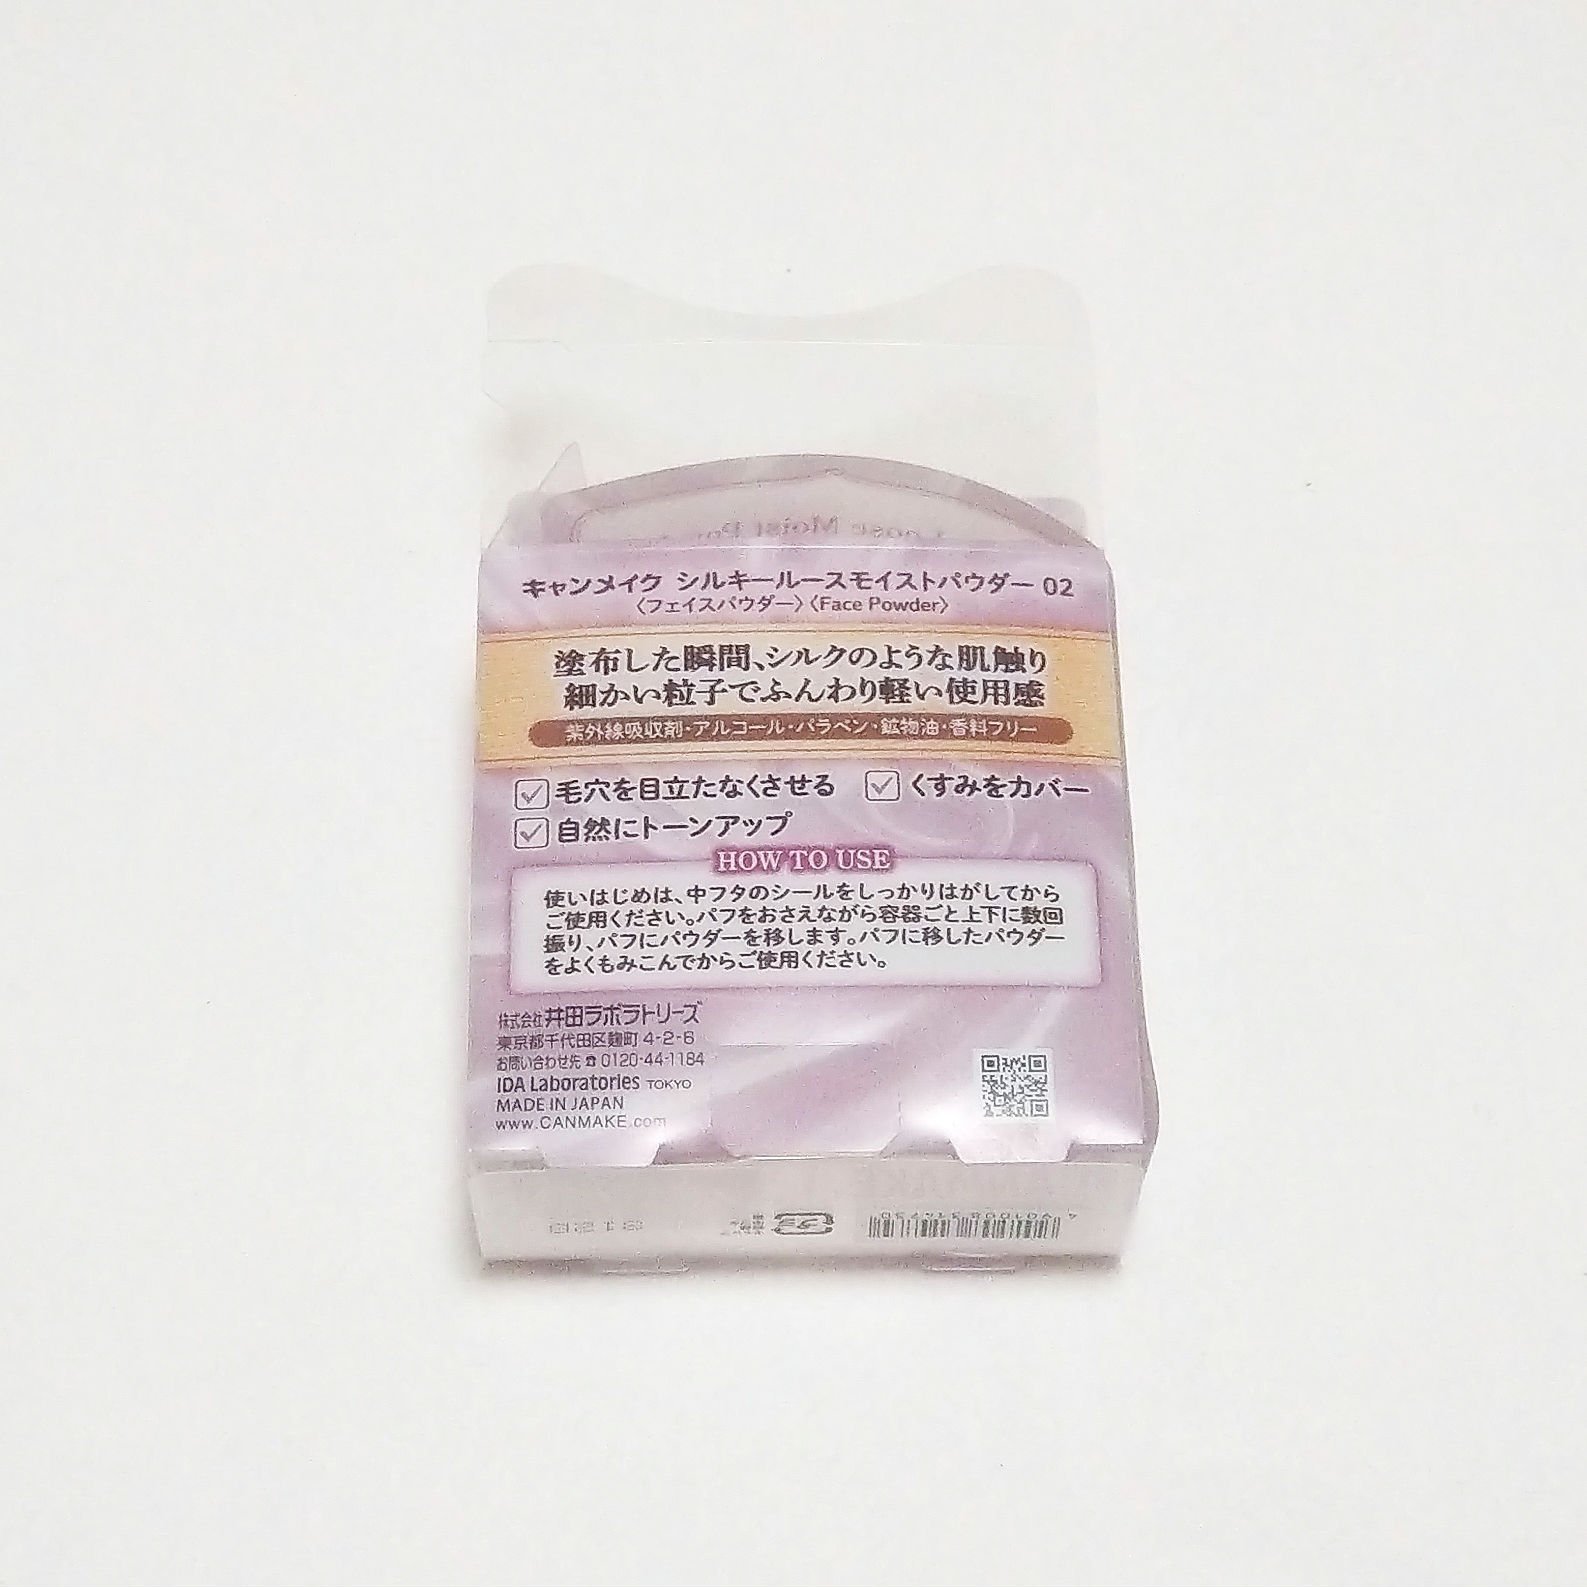 Loose Moist Po
キャンメイク シルキールースモイストパウダー 02
〈フェイスパウダー〉〈Face Powder〉
塗布した瞬間、シルクのような肌触り
細かい粒子でふんわり軽い使用感
紫外線吸収剤・アルコール・パラベン・鉱物油・香料フリー
毛穴を目立たなくさせる くすみをカバー
自然にトーンアップ
HOW TO USE
使いはじめは、中フタのシールをしっかりはがしてから
ご使用ください。パフをおさえながら容器ごと上下に数回
振り、パフにパウダーを移します。パフに移したパウダー
をよくもみこんでからご使用ください。
株式会社 井田ラボラトリーズ
東京都千代田区麹町 4-2-6
お問い合わせ先 ☎ 0120-44-1184
IDA Laboratories TOKYO
MADE IN JAPAN
www.CANMAKE.com
プラ